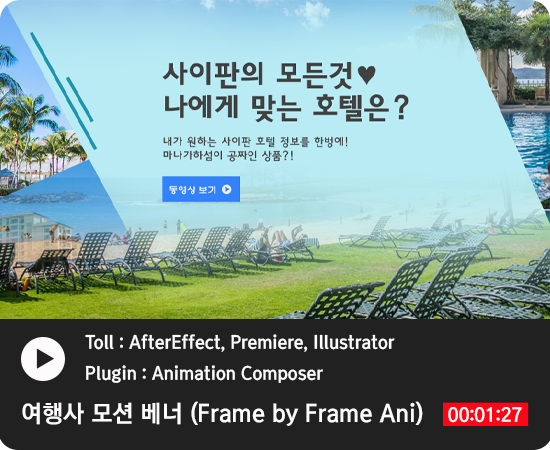 사이판의 모든것♥
나에게 맞는 호텔은?
내가 원하는 사이판 호텔 정보를 한방에!
마나가하섬이 공짜인 상품?!
동영상 보기
Toll : AfterEffect, Premiere, Illustrator
Plugin : Animation Composer
여행사 모션 베너 (Frame by Frame Ani) 00:01:27